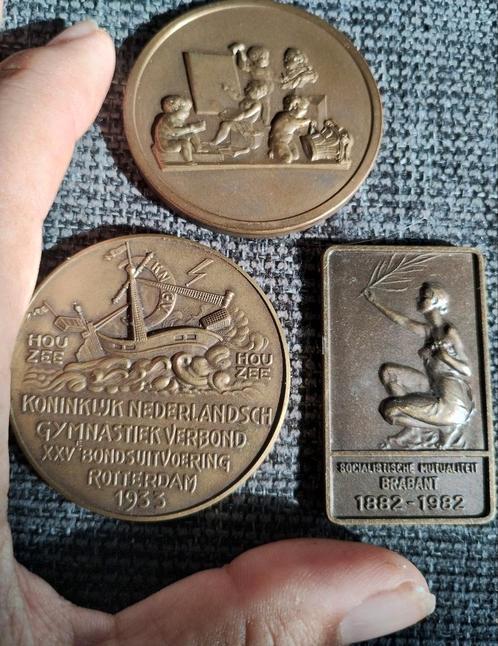 HOU
ZEE
HOU
ZEE
KONINKLIJK NEDERLANDSCH
GYMNASTIEK VERBOND
XXVE BONDSUITVOERING
ROTTERDAM
1933
SOCIALISTISCHE MUTUALITEIT
BRABANT
1882-1982